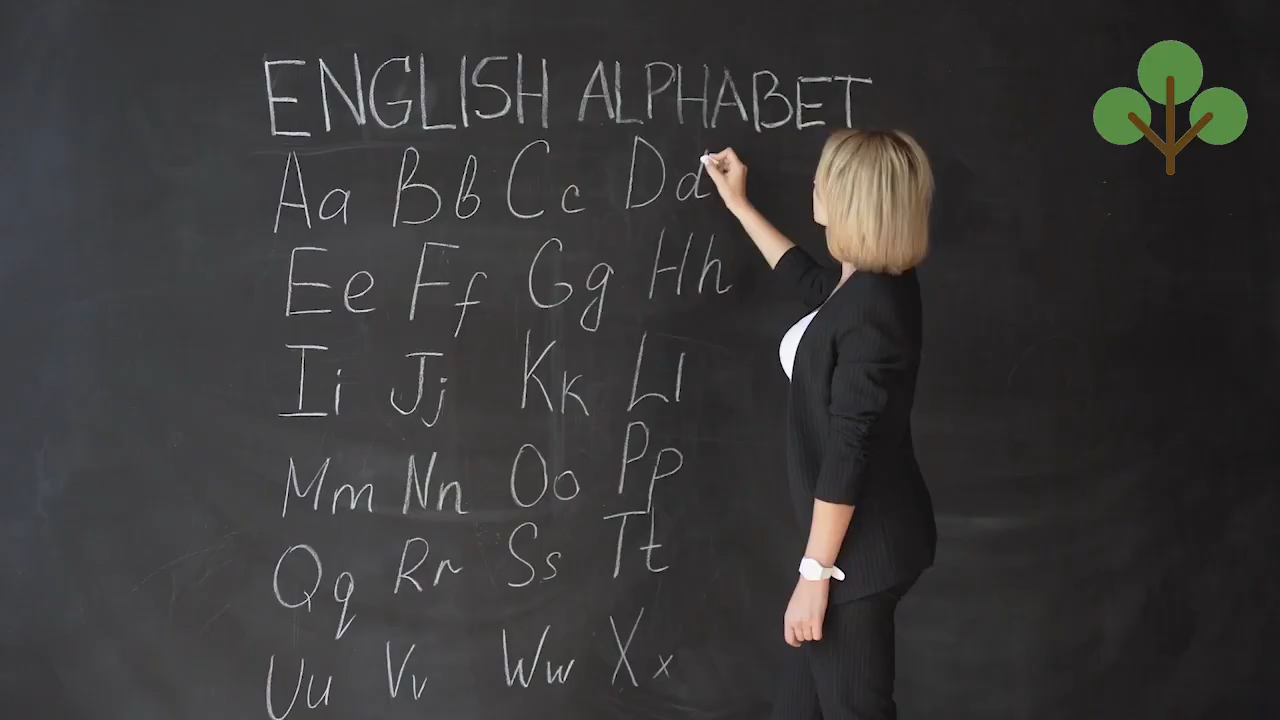 ENGLISH ALPHABET
Aa Bb Cc Dd
Ee Ff Gg Hh
Ii Jj Kk Ll
Mm Nn Oo Pp
Qq Rr Ss Tt
Uu Vv Ww Xx